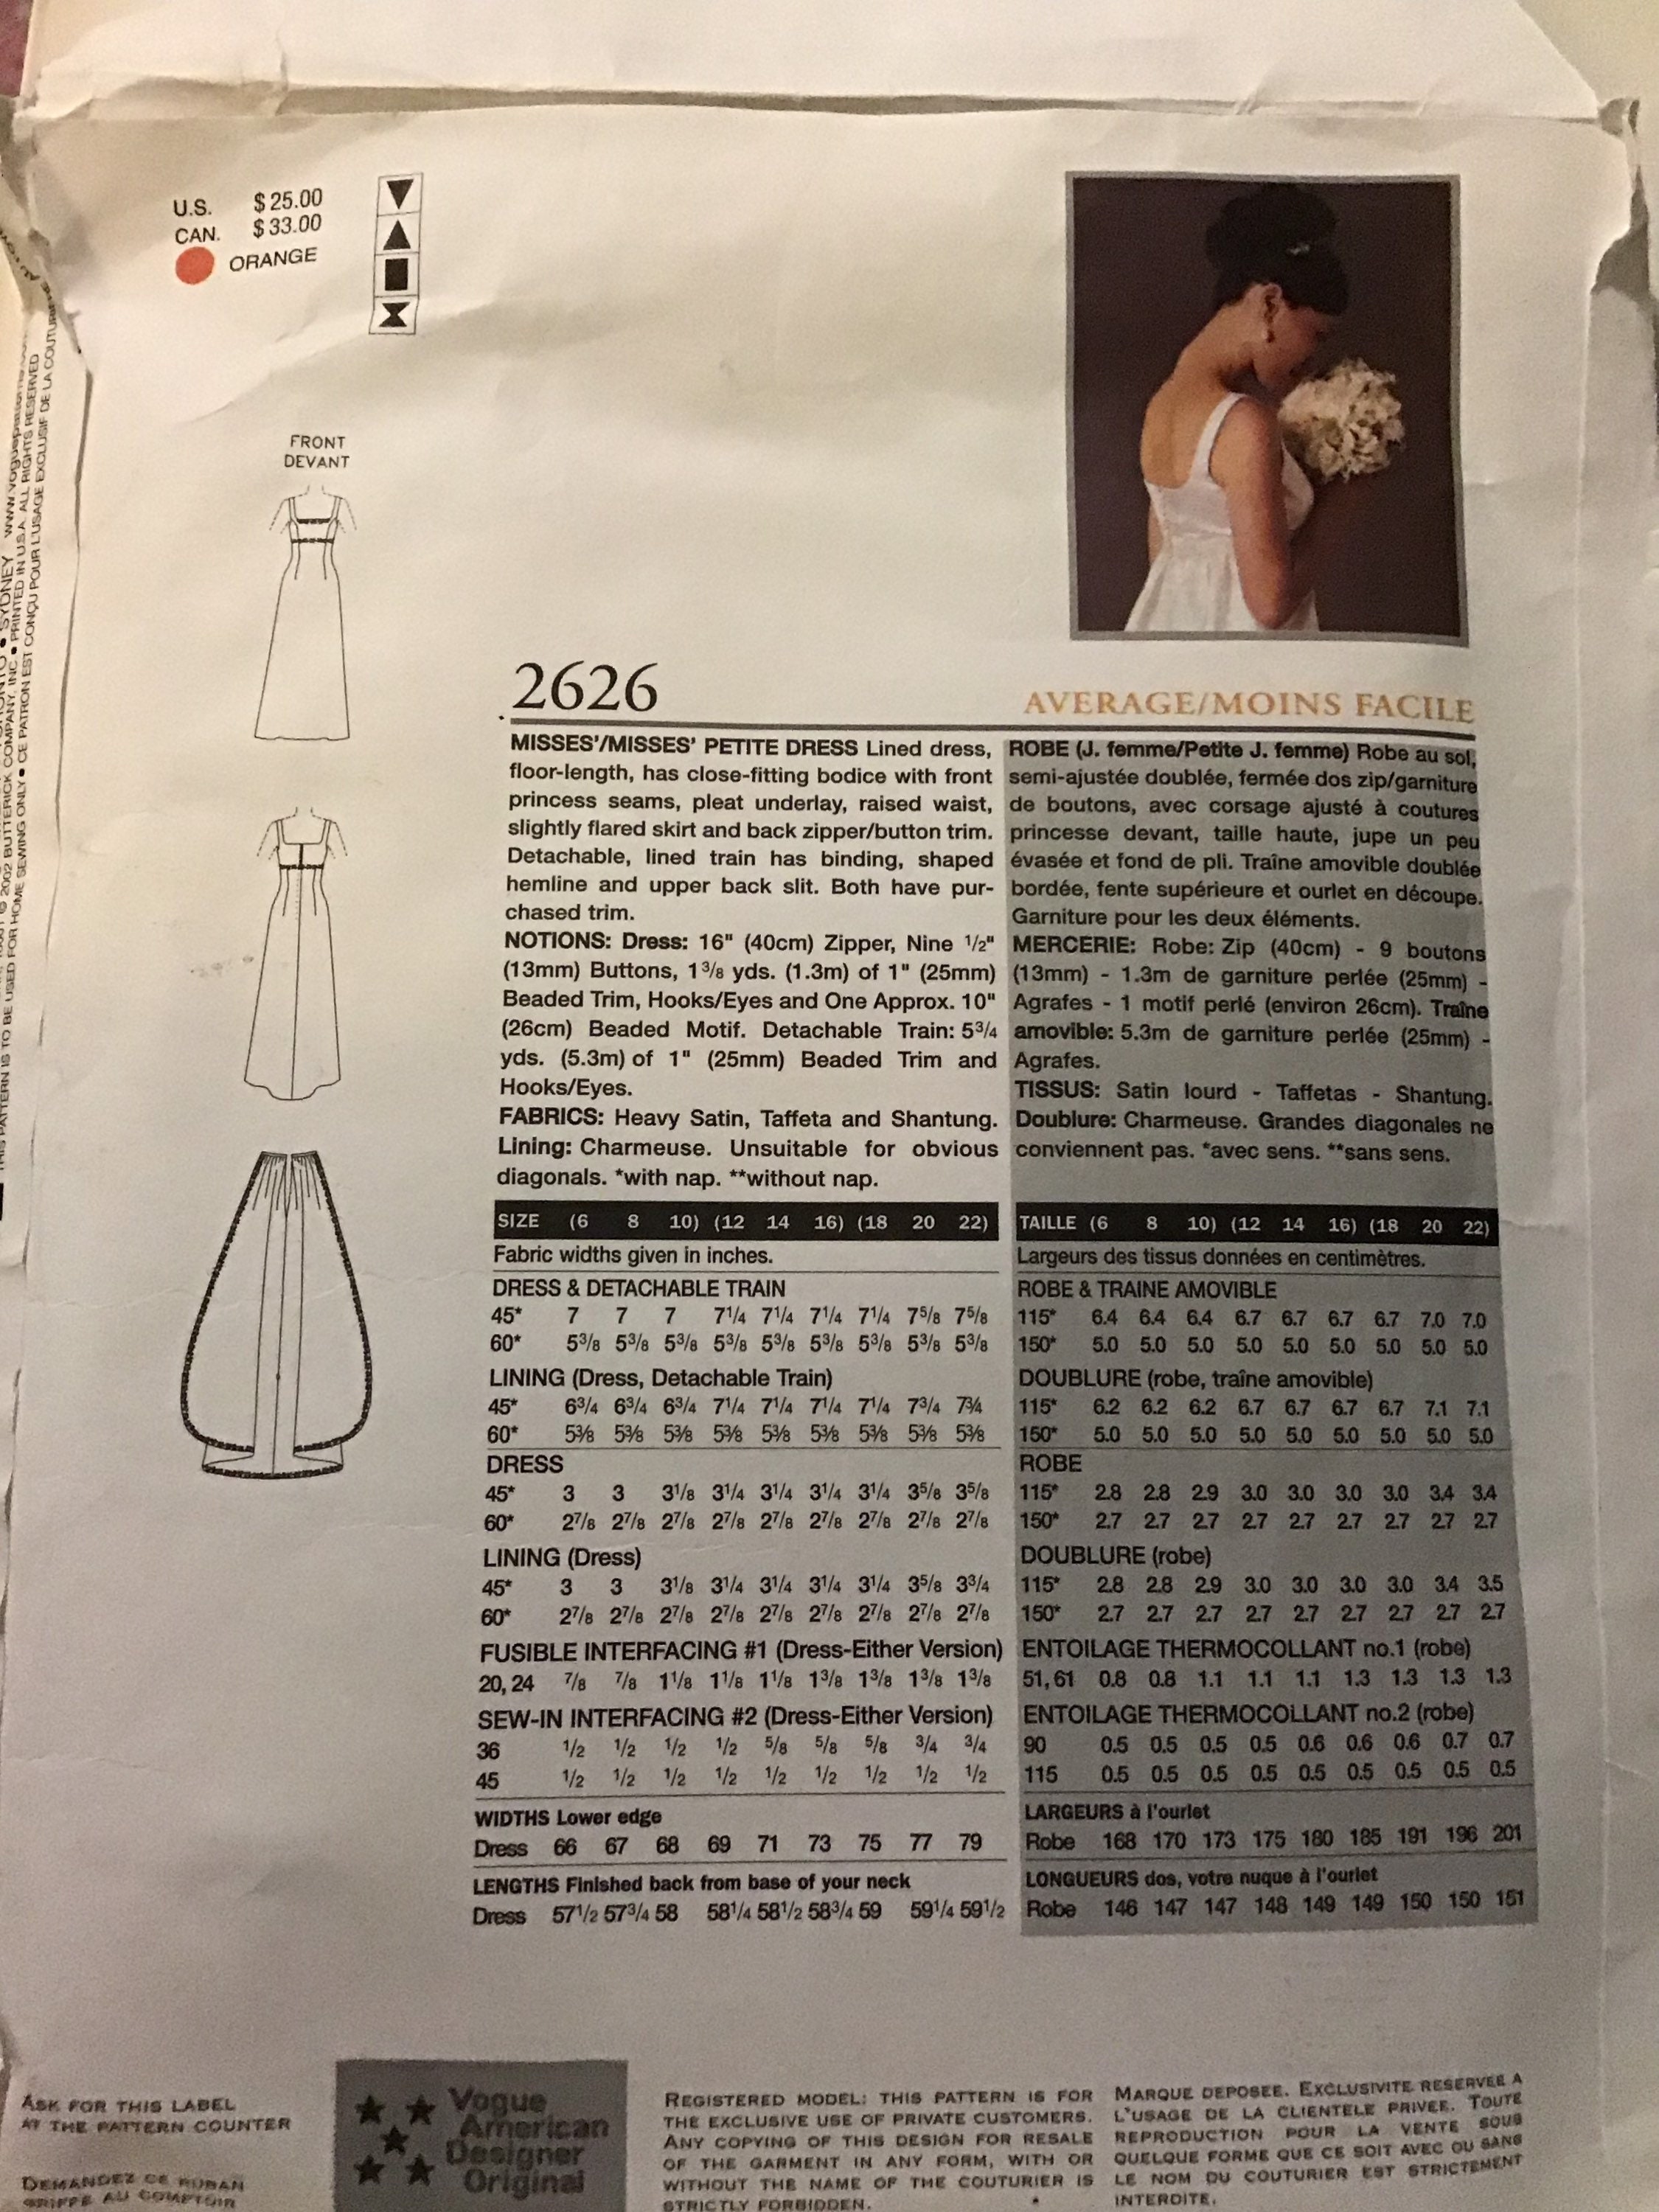 U.S. $ 25.00
CAN. $ 33.00
ORANGE
FRONT
DEVANT
2626
AVERAGE/MOINS FACILE
MISSES'/MISSES' PETITE DRESS Lined dress,
floor-length, has close-fitting bodice with front
princess seams, pleat underlay, raised waist,
slightly flared skirt and back zipper/button trim.
Detachable, lined train has binding, shaped
hemline and upper back slit. Both have pur-
chased trim.
NOTIONS: Dress: 16" (40cm) Zipper, Nine 1/2"
(13mm) Buttons, 1 3/8 yds. (1.3m) of 1" (25mm)
Beaded Trim, Hooks/Eyes and One Approx. 10"
(26cm) Beaded Motif. Detachable Train: 5 3/4
yds. (5.3m) of 1" (25mm) Beaded Trim and
Hooks/Eyes.
FABRICS: Heavy Satin, Taffeta and Shantung.
Lining: Charmeuse. Unsuitable for obvious
diagonals. *with nap. **without nap.
ROBE (J. femme/Petite J. femme) Robe au sol,
semi-ajustée doublée, fermée dos zip/garniture
de boutons, avec corsage ajusté à coutures
princesse devant, taille haute, jupe un peu
évasée et fond de pli. Traîne amovible doublée
bordée, fente supérieure et ourlet en découpe.
Garniture pour les deux éléments.
MERCERIE: Robe: Zip (40cm) - 9 boutons
(13mm) - 1.3m de garniture perlée (25mm) -
Agrafes - 1 motif perlé (environ 26cm). Traîne
amovible: 5.3m de garniture perlée (25mm) -
Agrafes.
TISSUS: Satin lourd - Taffetas - Shantung.
Doublure: Charmeuse. Grandes diagonales ne
conviennent pas. *avec sens. **sans sens.
SIZE (6 8 10) (12 14 16) (18 20 22)
Fabric widths given in inches.
DRESS & DETACHABLE TRAIN
45* 7 7 7 7 1/4 7 1/4 7 1/4 7 1/4 7 5/8 7 5/8
60* 5 3/8 5 3/8 5 3/8 5 3/8 5 3/8 5 3/8 5 3/8 5 3/8 5 3/8
LINING (Dress, Detachable Train)
45* 6 3/4 6 3/4 6 3/4 7 1/4 7 1/4 7 1/4 7 1/4 7 3/4 7 3/4
60* 5 3/8 5 3/8 5 3/8 5 3/8 5 3/8 5 3/8 5 3/8 5 3/8 5 3/8
DRESS
45* 3 3 3 1/8 3 1/4 3 1/4 3 1/4 3 1/4 3 5/8 3 5/8
60* 2 7/8 2 7/8 2 7/8 2 7/8 2 7/8 2 7/8 2 7/8 2 7/8 2 7/8
LINING (Dress)
45* 3 3 3 1/8 3 1/4 3 1/4 3 1/4 3 1/4 3 5/8 3 3/4
60* 2 7/8 2 7/8 2 7/8 2 7/8 2 7/8 2 7/8 2 7/8 2 7/8 2 7/8
FUSIBLE INTERFACING #1 (Dress-Either Version)
20, 24 7/8 7/8 1 1/8 1 1/8 1 1/8 1 3/8 1 3/8 1 3/8 1 3/8
SEW-IN INTERFACING #2 (Dress-Either Version)
36 1/2 1/2 1/2 1/2 5/8 5/8 5/8 3/4 3/4
45 1/2 1/2 1/2 1/2 1/2 1/2 1/2 1/2 1/2
WIDTHS Lower edge
Dress 66 67 68 69 71 73 75 77 79
LENGTHS Finished back from base of your neck
Dress 57 1/2 57 3/4 58 58 1/4 58 1/2 58 3/4 59 59 1/4 59 1/2
TAILLE (6 8 10) (12 14 16) (18 20 22)
Largeurs des tissus données en centimètres.
ROBE & TRAINE AMOVIBLE
115* 6.4 6.4 6.4 6.7 6.7 6.7 6.7 7.0 7.0
150* 5.0 5.0 5.0 5.0 5.0 5.0 5.0 5.0 5.0
DOUBLURE (robe, traîne amovible)
115* 6.2 6.2 6.2 6.7 6.7 6.7 6.7 7.1 7.1
150* 5.0 5.0 5.0 5.0 5.0 5.0 5.0 5.0 5.0
ROBE
115* 2.8 2.8 2.9 3.0 3.0 3.0 3.0 3.4 3.4
150* 2.7 2.7 2.7 2.7 2.7 2.7 2.7 2.7 2.7
DOUBLURE (robe)
115* 2.8 2.8 2.9 3.0 3.0 3.0 3.0 3.4 3.5
150* 2.7 2.7 2.7 2.7 2.7 2.7 2.7 2.7 2.7
ENTOILAGE THERMOCOLLANT no.1 (robe)
51, 61 0.8 0.8 1.1 1.1 1.1 1.3 1.3 1.3 1.3
ENTOILAGE THERMOCOLLANT no.2 (robe)
90 0.5 0.5 0.5 0.5 0.6 0.6 0.6 0.7 0.7
115 0.5 0.5 0.5 0.5 0.5 0.5 0.5 0.5 0.5
LARGEURS à l'ourlet
Robe 168 170 173 175 180 185 191 196 201
LONGUEURS dos, votre nuque à l'ourlet
Robe 146 147 147 148 149 149 150 150 151
ASK FOR THIS LABEL
AT THE PATTERN COUNTER
DEMANDEZ CE RUBAN
GRIFFE AU COMPTOIR
Vogue
American
Designer
Original
REGISTERED MODEL: THIS PATTERN IS FOR
THE EXCLUSIVE USE OF PRIVATE CUSTOMERS.
ANY COPYING OF THIS DESIGN FOR RESALE
OF THE GARMENT IN ANY FORM, WITH OR
WITHOUT THE NAME OF THE COUTURIER IS
STRICTLY FORBIDDEN.
MARQUE DEPOSEE. EXCLUSIVITE RESERVEE A
L'USAGE DE LA CLIENTELE PRIVEE. TOUTE
REPRODUCTION POUR LA VENTE SOUS
QUELQUE FORME QUE CE SOIT AVEC OU SANS
LE NOM DU COUTURIER EST STRICTEMENT
INTERDITE.
SYDNEY www.voguepatterns
© 2002 BUTTERICK COMPANY, INC • PRINTED IN U.S.A. ALL RIGHTS RESERVED
THIS PATTERN IS TO BE USED FOR HOME SEWING ONLY • CE PATRON EST CONÇU POUR L'USAGE EXCLUSIF DE LA COUTURE